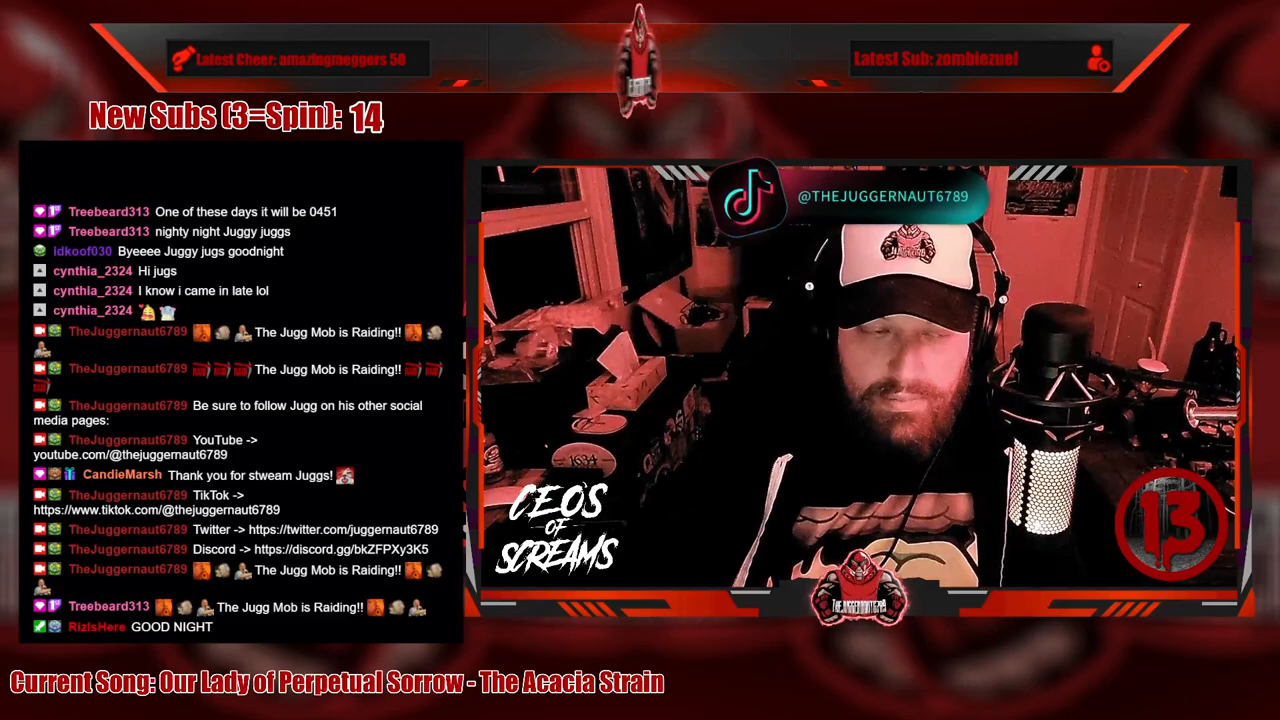 Latest Cheer: amazingmeggers 50
Latest Sub: zombiezuel
New Subs (3=Spin): 14
@THEJUGGERNAUT6789
Treebeard313 One of these days it will be 0451
Treebeard313 nighty night Juggy juggs
idkoof030 Byeeee Juggy jugs goodnight
cynthia_2324 Hi jugs
cynthia_2324 I know i came in late lol
cynthia_2324
TheJuggernaut6789 The Jugg Mob is Raiding!!
TheJuggernaut6789 The Jugg Mob is Raiding!!
TheJuggernaut6789 Be sure to follow Jugg on his other social
media pages:
TheJuggernaut6789 YouTube ->
youtube.com/@thejuggernaut6789
CandieMarsh Thank you for stweam Juggs!
TheJuggernaut6789 TikTok ->
https://www.tiktok.com/@thejuggernaut6789
TheJuggernaut6789 Twitter -> https://twitter.com/juggernaut6789
TheJuggernaut6789 Discord -> https://discord.gg/bkZFPXy3K5
TheJuggernaut6789 The Jugg Mob is Raiding!!
Treebeard313 The Jugg Mob is Raiding!!
RizIsHere GOOD NIGHT
1634
CEO'S
OF
SCREAMS
13
THEJUGGERNAUT6789
Current Song: Our Lady of Perpetual Sorrow - The Acacia Strain